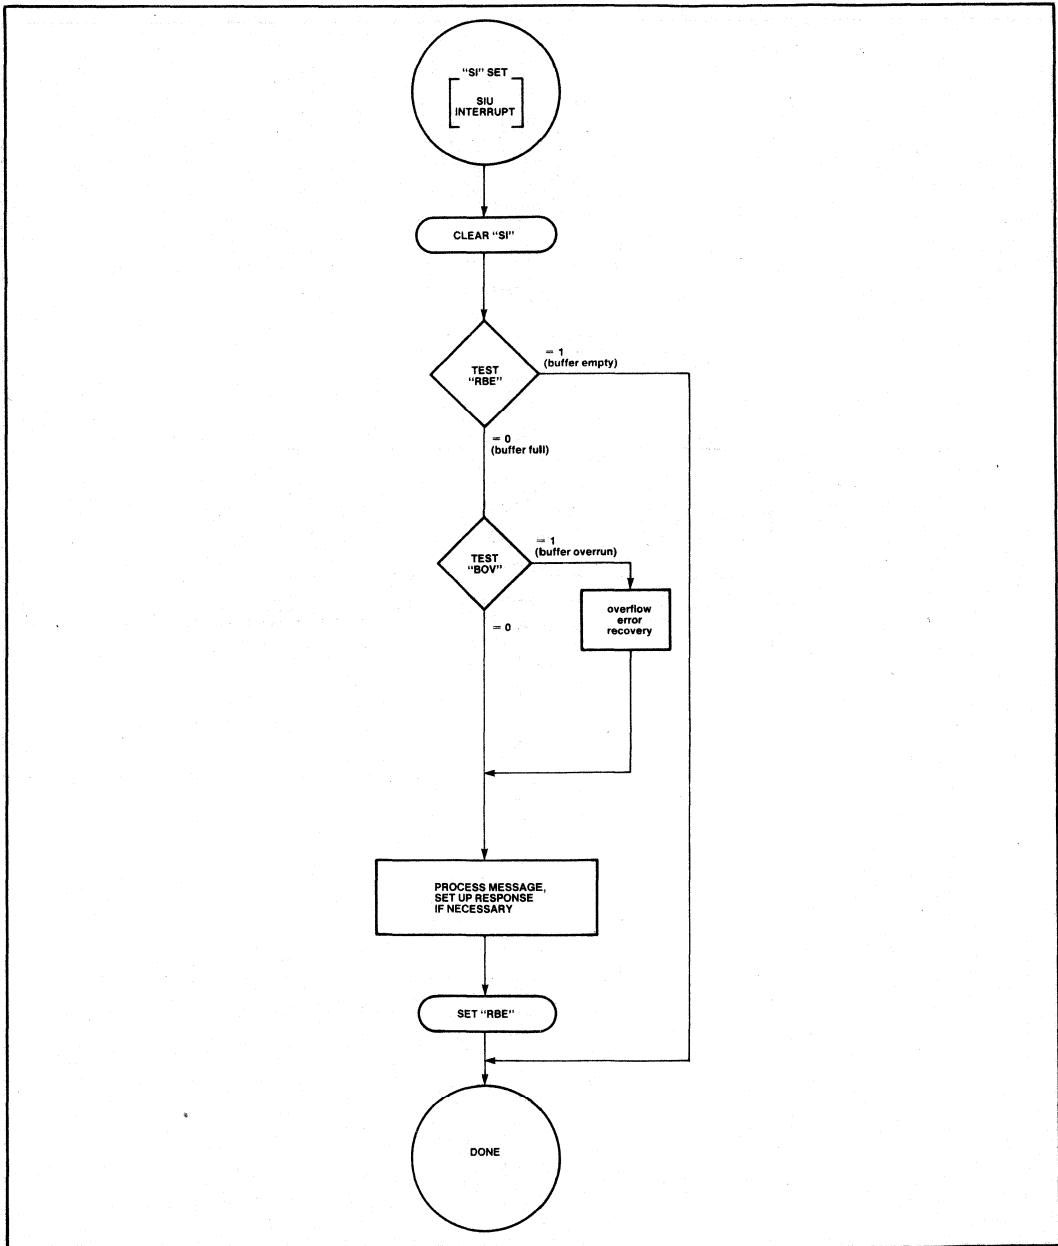 “SI” SET
SIU
INTERRUPT
CLEAR “SI”
TEST
“RBE”
= 1
(buffer empty)
= 0
(buffer full)
TEST
“BOV”
= 1
(buffer overrun)
overflow
error
recovery
= 0
PROCESS MESSAGE,
SET UP RESPONSE
IF NECESSARY
SET “RBE”
DONE